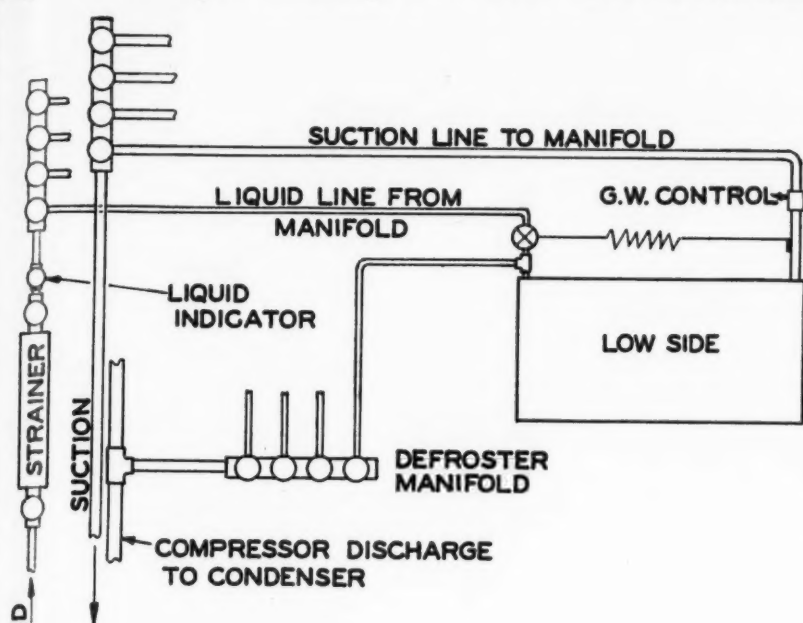 SUCTION LINE TO MANIFOLD
G.W. CONTROL
LIQUID LINE FROM
MANIFOLD
LIQUID
INDICATOR
LOW SIDE
STRAINER
SUCTION
DEFROSTER
MANIFOLD
COMPRESSOR DISCHARGE
TO CONDENSER
D